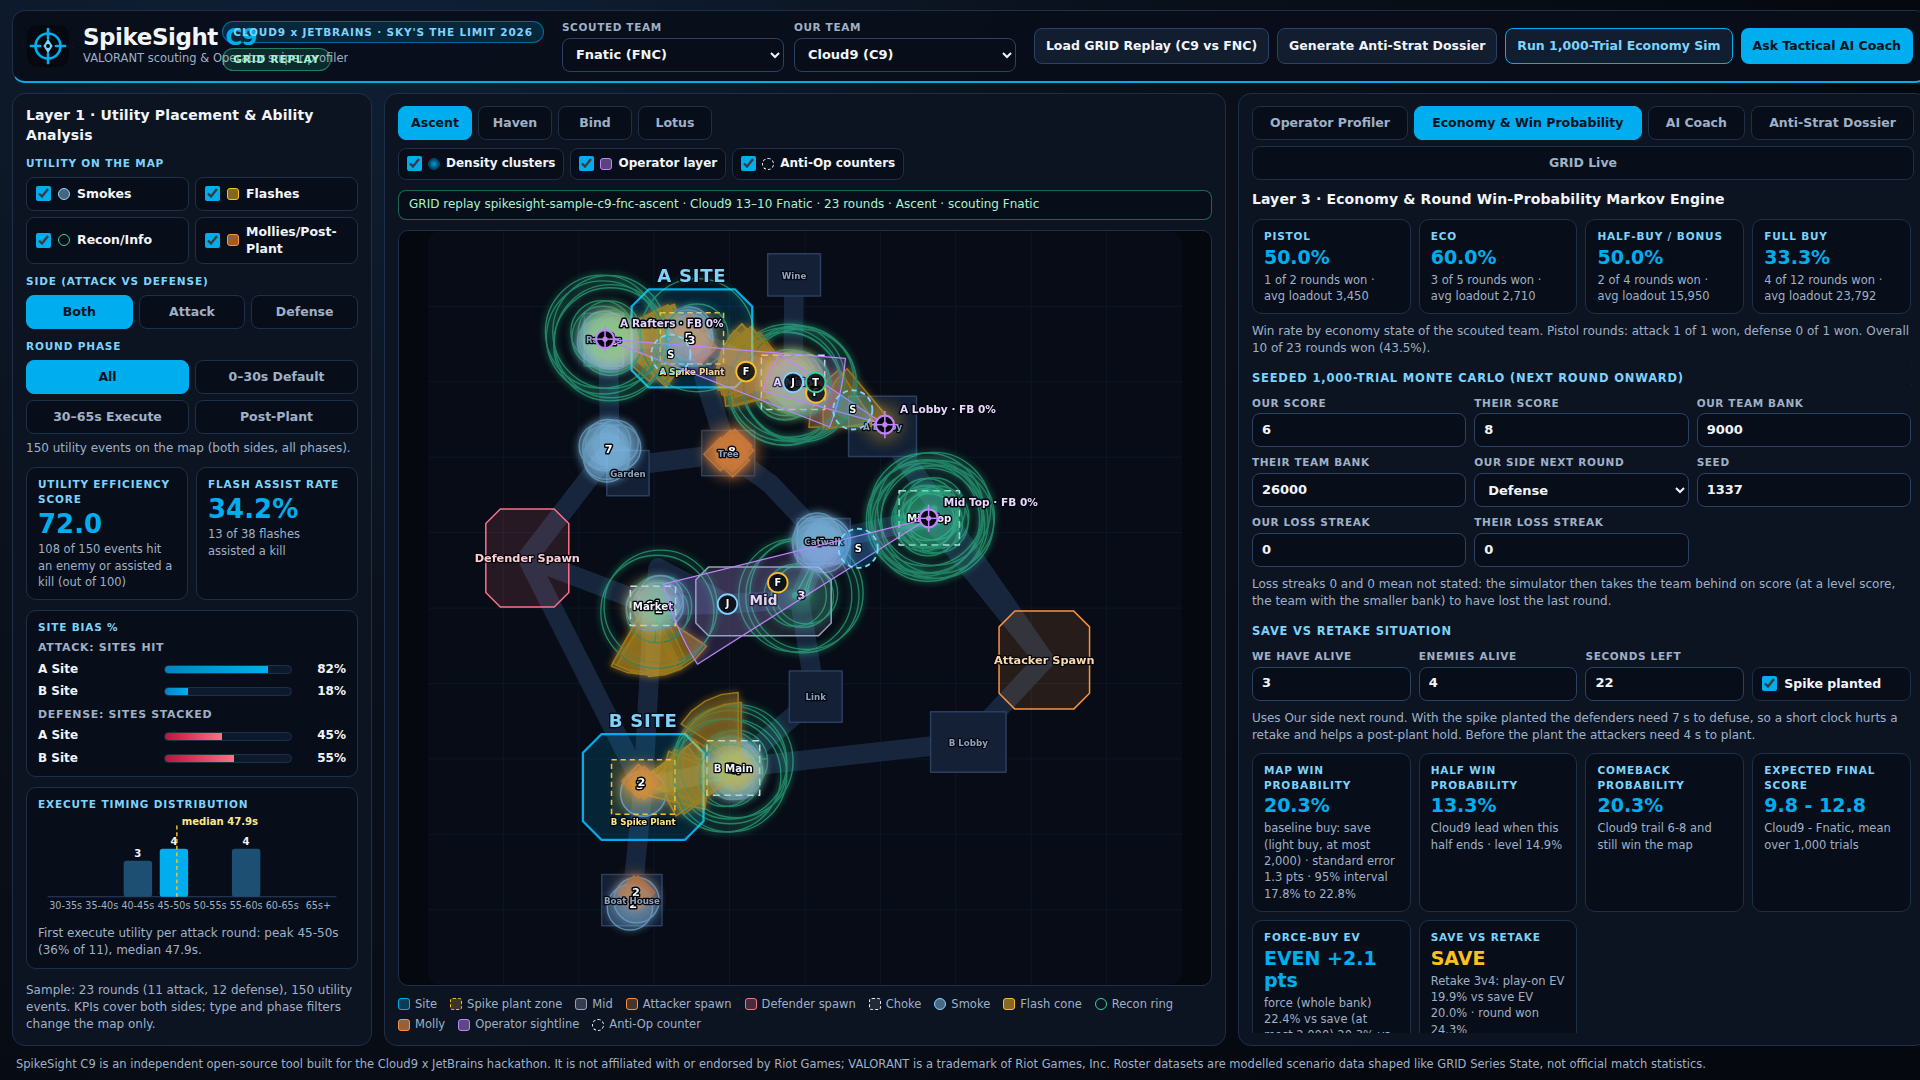 SpikeSight C9
VALORANT scouting & Operator sniper profiler
CLOUD9 x JETBRAINS · SKY'S THE LIMIT 2026
GRID REPLAY
SCOUTED TEAM
Fnatic (FNC)
OUR TEAM
Cloud9 (C9)
Load GRID Replay (C9 vs FNC)
Generate Anti-Strat Dossier
Run 1,000-Trial Economy Sim
Ask Tactical AI Coach
Layer 1 · Utility Placement & Ability
Analysis
UTILITY ON THE MAP
Smokes
Flashes
Recon/Info
Mollies/Post-
Plant
SIDE (ATTACK VS DEFENSE)
Both
Attack
Defense
ROUND PHASE
All
0–30s Default
30–65s Execute
Post-Plant
150 utility events on the map (both sides, all phases).
UTILITY EFFICIENCY
SCORE
72.0
108 of 150 events hit
an enemy or assisted a
kill (out of 100)
FLASH ASSIST RATE
34.2%
13 of 38 flashes
assisted a kill
SITE BIAS %
ATTACK: SITES HIT
A Site 82%
B Site 18%
DEFENSE: SITES STACKED
A Site 45%
B Site 55%
EXECUTE TIMING DISTRIBUTION
median 47.9s
3
4
4
30-35s 35-40s 40-45s 45-50s 50-55s 55-60s 60-65s 65s+
First execute utility per attack round: peak 45-50s
(36% of 11), median 47.9s.
Sample: 23 rounds (11 attack, 12 defense), 150 utility
events. KPIs cover both sides; type and phase filters
change the map only.
Ascent
Haven
Bind
Lotus
Density clusters
Operator layer
Anti-Op counters
GRID replay spikesight-sample-c9-fnc-ascent · Cloud9 13–10 Fnatic · 23 rounds · Ascent · scouting Fnatic
A SITE
Wine
A Rafters · FB 0%
3
S
A Spike Plant
F
J
T
S
A Lobby · FB 0%
7
Garden
Tree
Mid Top · FB 0%
Catwalk
S
Defender Spawn
Market
F
J
Mid
3
Attacker Spawn
Link
B SITE
B Lobby
B Main
2
B Spike Plant
2
Boat House
Site
Spike plant zone
Mid
Attacker spawn
Defender spawn
Choke
Smoke
Flash cone
Recon ring
Molly
Operator sightline
Anti-Op counter
Operator Profiler
Economy & Win Probability
AI Coach
Anti-Strat Dossier
GRID Live
Layer 3 · Economy & Round Win-Probability Markov Engine
PISTOL
50.0%
1 of 2 rounds won ·
avg loadout 3,450
ECO
60.0%
3 of 5 rounds won ·
avg loadout 2,710
HALF-BUY / BONUS
50.0%
2 of 4 rounds won ·
avg loadout 15,950
FULL BUY
33.3%
4 of 12 rounds won ·
avg loadout 23,792
Win rate by economy state of the scouted team. Pistol rounds: attack 1 of 1 won, defense 0 of 1 won. Overall
10 of 23 rounds won (43.5%).
SEEDED 1,000-TRIAL MONTE CARLO (NEXT ROUND ONWARD)
OUR SCORE
6
THEIR SCORE
8
OUR TEAM BANK
9000
THEIR TEAM BANK
26000
OUR SIDE NEXT ROUND
Defense
SEED
1337
OUR LOSS STREAK
0
THEIR LOSS STREAK
0
Loss streaks 0 and 0 mean not stated: the simulator then takes the team behind on score (at a level score,
the team with the smaller bank) to have lost the last round.
SAVE VS RETAKE SITUATION
WE HAVE ALIVE
3
ENEMIES ALIVE
4
SECONDS LEFT
22
Spike planted
Uses Our side next round. With the spike planted the defenders need 7 s to defuse, so a short clock hurts a
retake and helps a post-plant hold. Before the plant the attackers need 4 s to plant.
MAP WIN
PROBABILITY
20.3%
baseline buy: save
(light buy, at most
2,000) · standard error
1.3 pts · 95% interval
17.8% to 22.8%
HALF WIN
PROBABILITY
13.3%
Cloud9 lead when this
half ends · level 14.9%
COMEBACK
PROBABILITY
20.3%
Cloud9 trail 6-8 and
still win the map
EXPECTED FINAL
SCORE
9.8 - 12.8
Cloud9 - Fnatic, mean
over 1,000 trials
FORCE-BUY EV
EVEN +2.1
pts
force (whole bank)
22.4% vs save (at
most 2,000) 20.3% vs
SAVE VS RETAKE
SAVE
Retake 3v4: play-on EV
19.9% vs save EV
20.0% · round won
24.3%
SpikeSight C9 is an independent open-source tool built for the Cloud9 x JetBrains hackathon. It is not affiliated with or endorsed by Riot Games; VALORANT is a trademark of Riot Games, Inc. Roster datasets are modelled scenario data shaped like GRID Series State, not official match statistics.